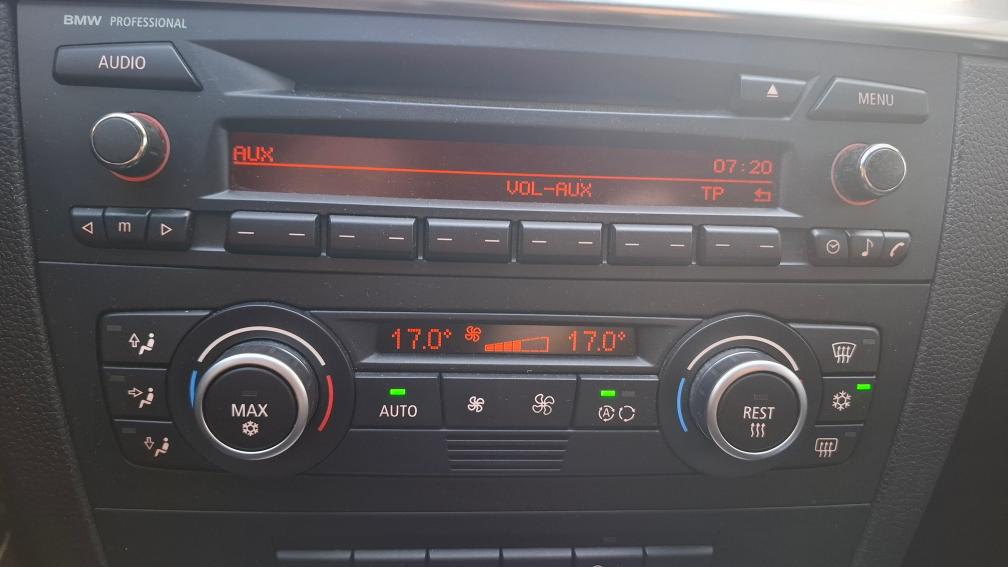 BMW PROFESSIONAL
AUDIO
MENU
AUX
07:20
VOL-AUX TP
m
17.0° 17.0°
MAX
AUTO
A
REST